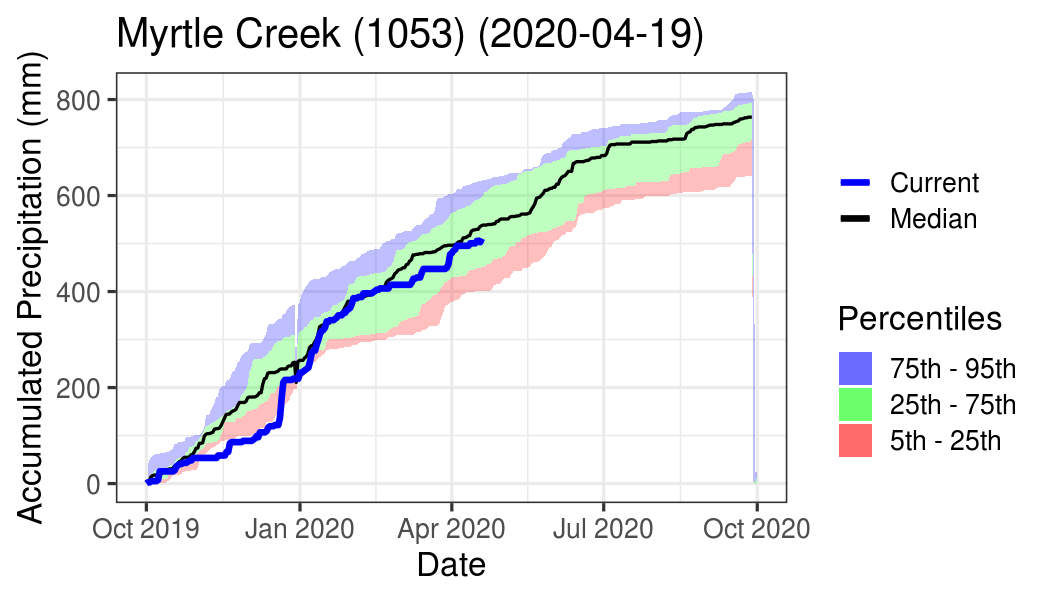 Myrtle Creek (1053) (2020-04-19)
Accumulated Precipitation (mm)
800
600
400
200
0
Oct 2019
Jan 2020
Apr 2020
Jul 2020
Oct 2020
Date
Current
Median
Percentiles
75th - 95th
25th - 75th
5th - 25th